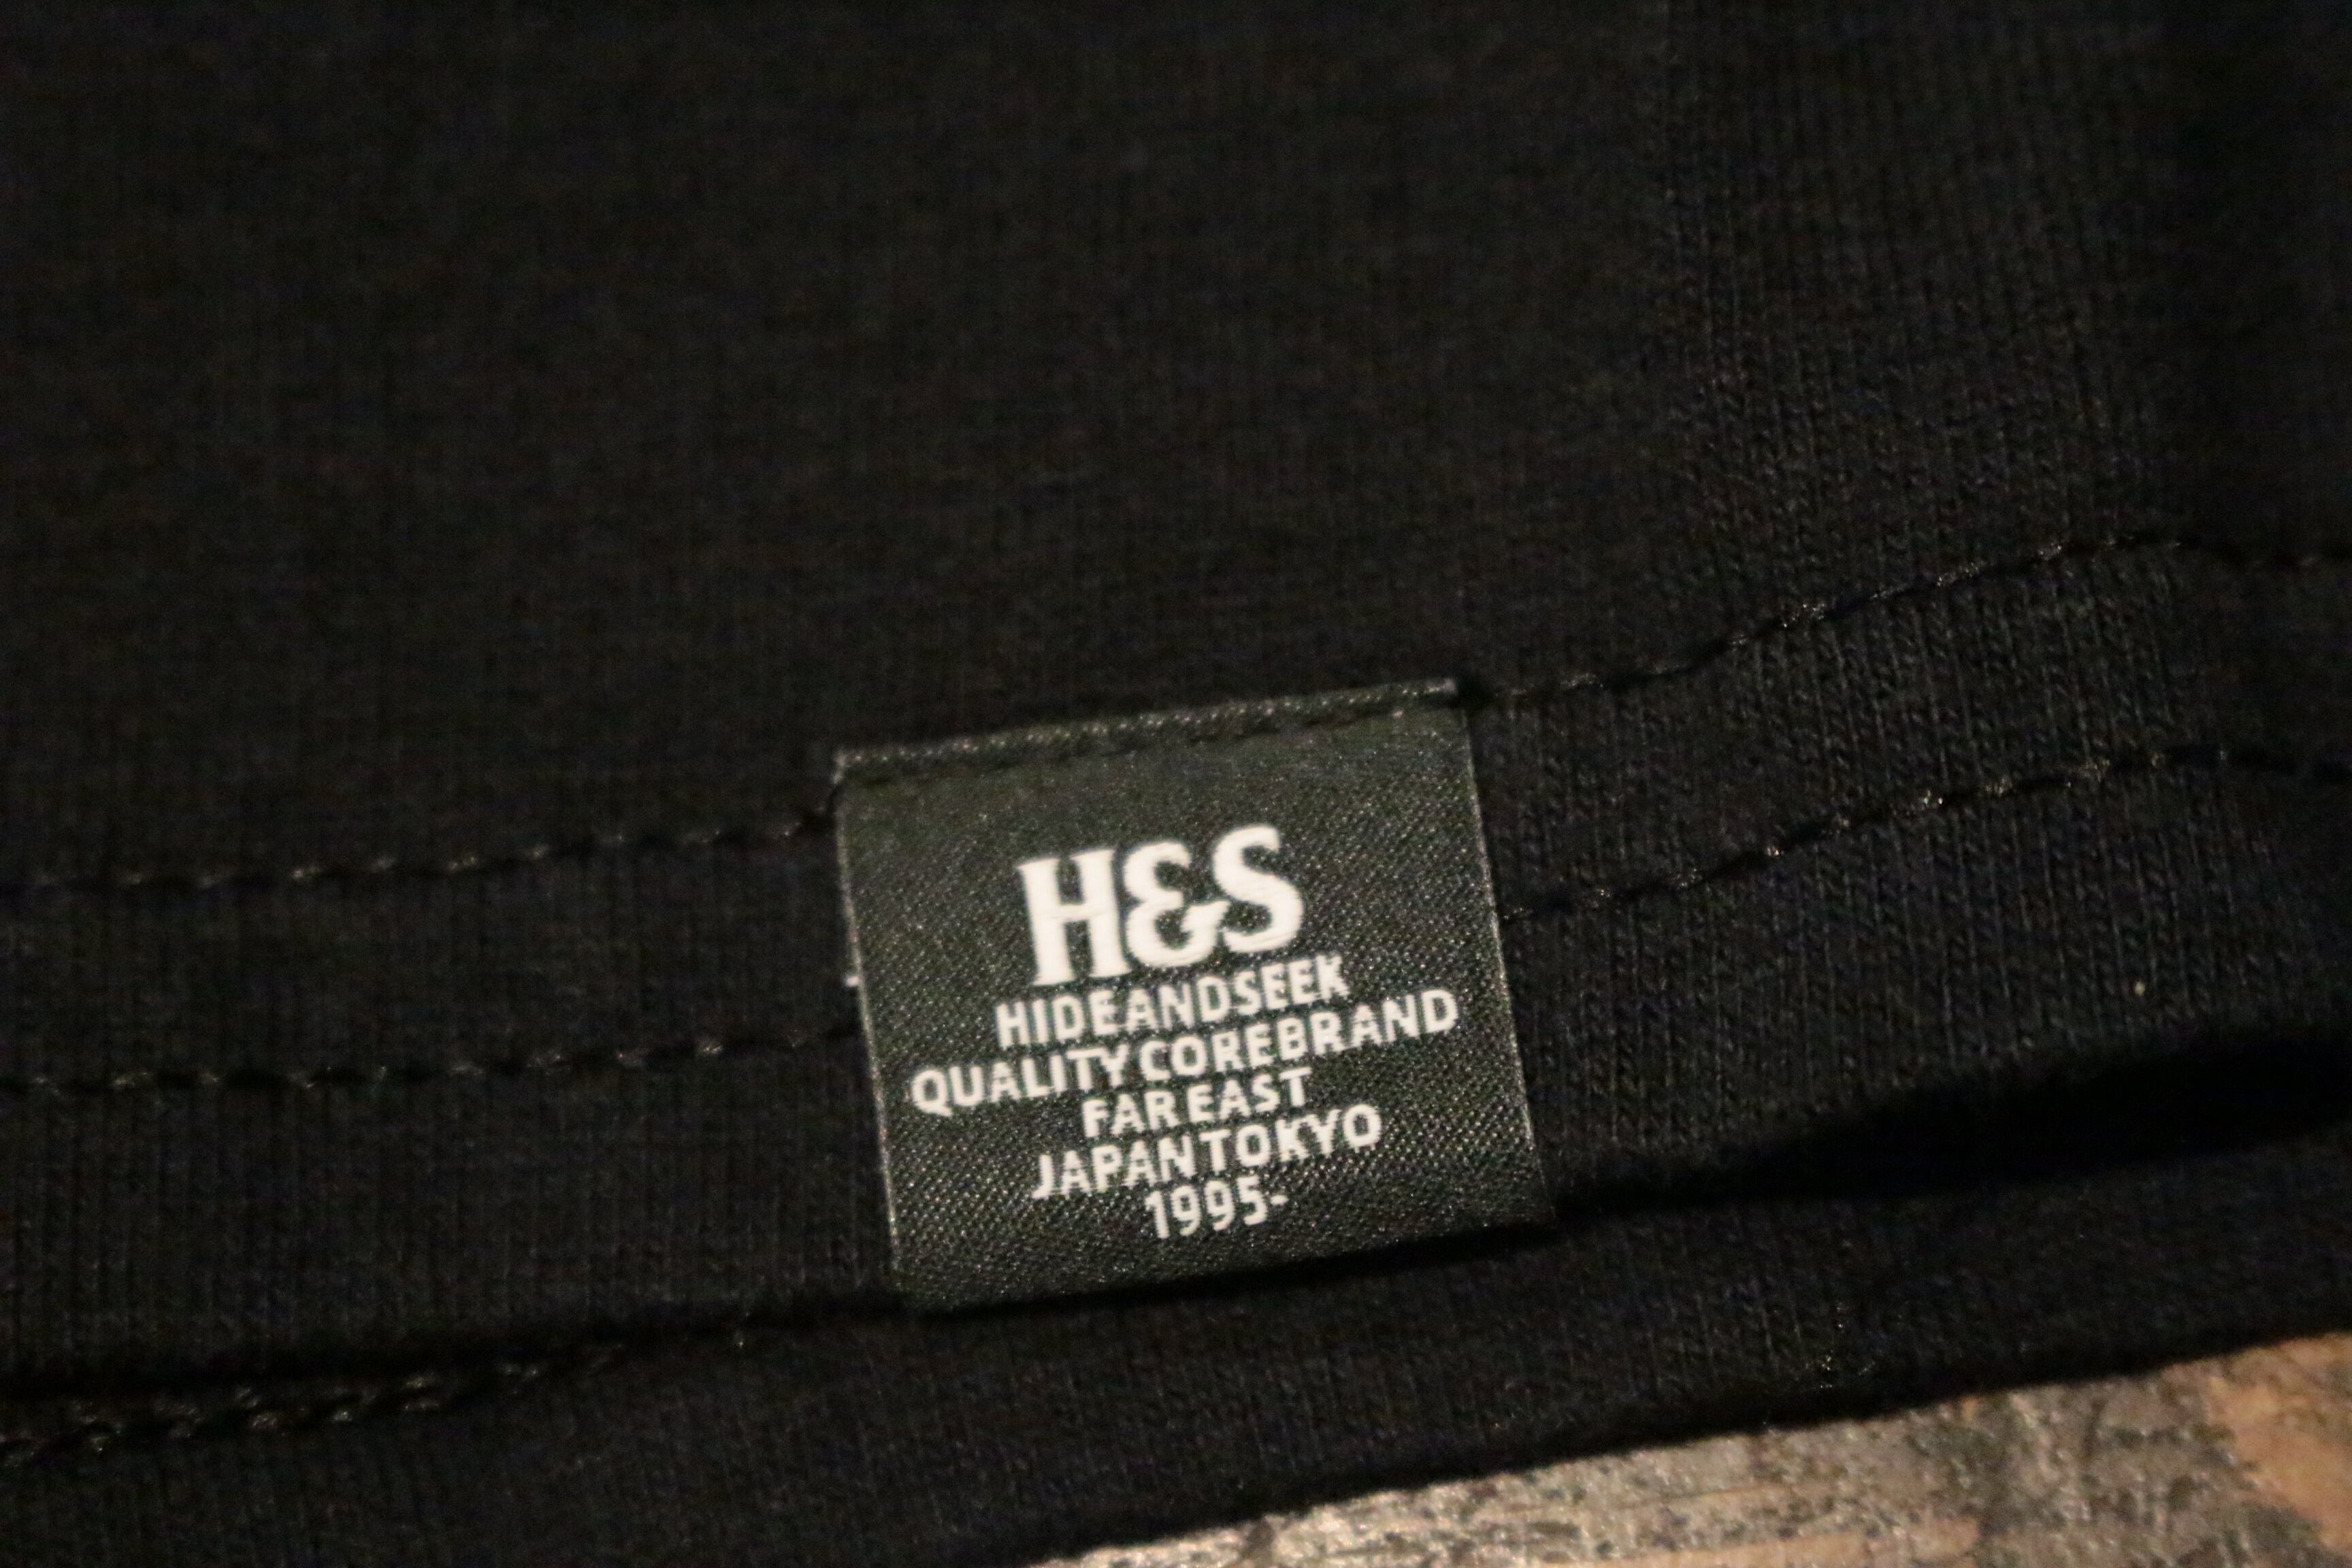 H&S
HIDEANDSEEK
QUALITY COREBRAND
FAR EAST
JAPAN TOKYO
1995-